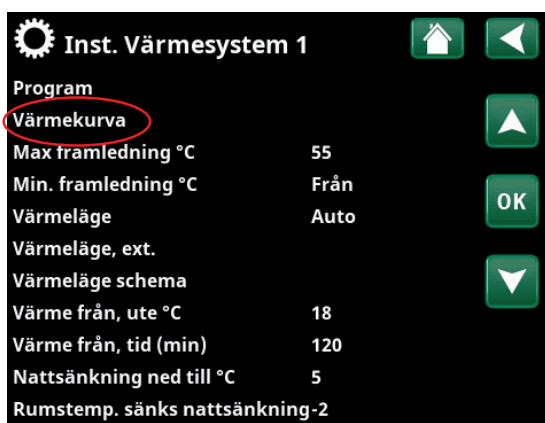 Inst. Värmesystem 1
Program
Värmekurva
Max framledning °C 55
Min. framledning °C Från
Värmeläge Auto
Värmeläge, ext.
Värmeläge schema
Värme från, ute °C 18
Värme från, tid (min) 120
Nattsänkning ned till °C 5
Rumstemp. sänks nattsänkning-2
OK